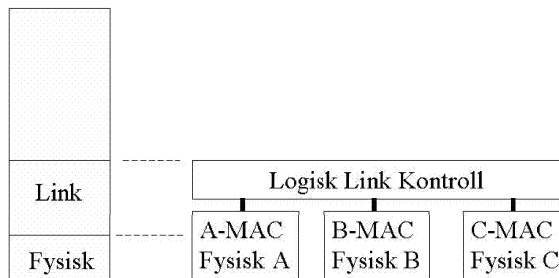 Link
Fysisk
Logisk Link Kontroll
A-MAC
Fysisk A
B-MAC
Fysisk B
C-MAC
Fysisk C